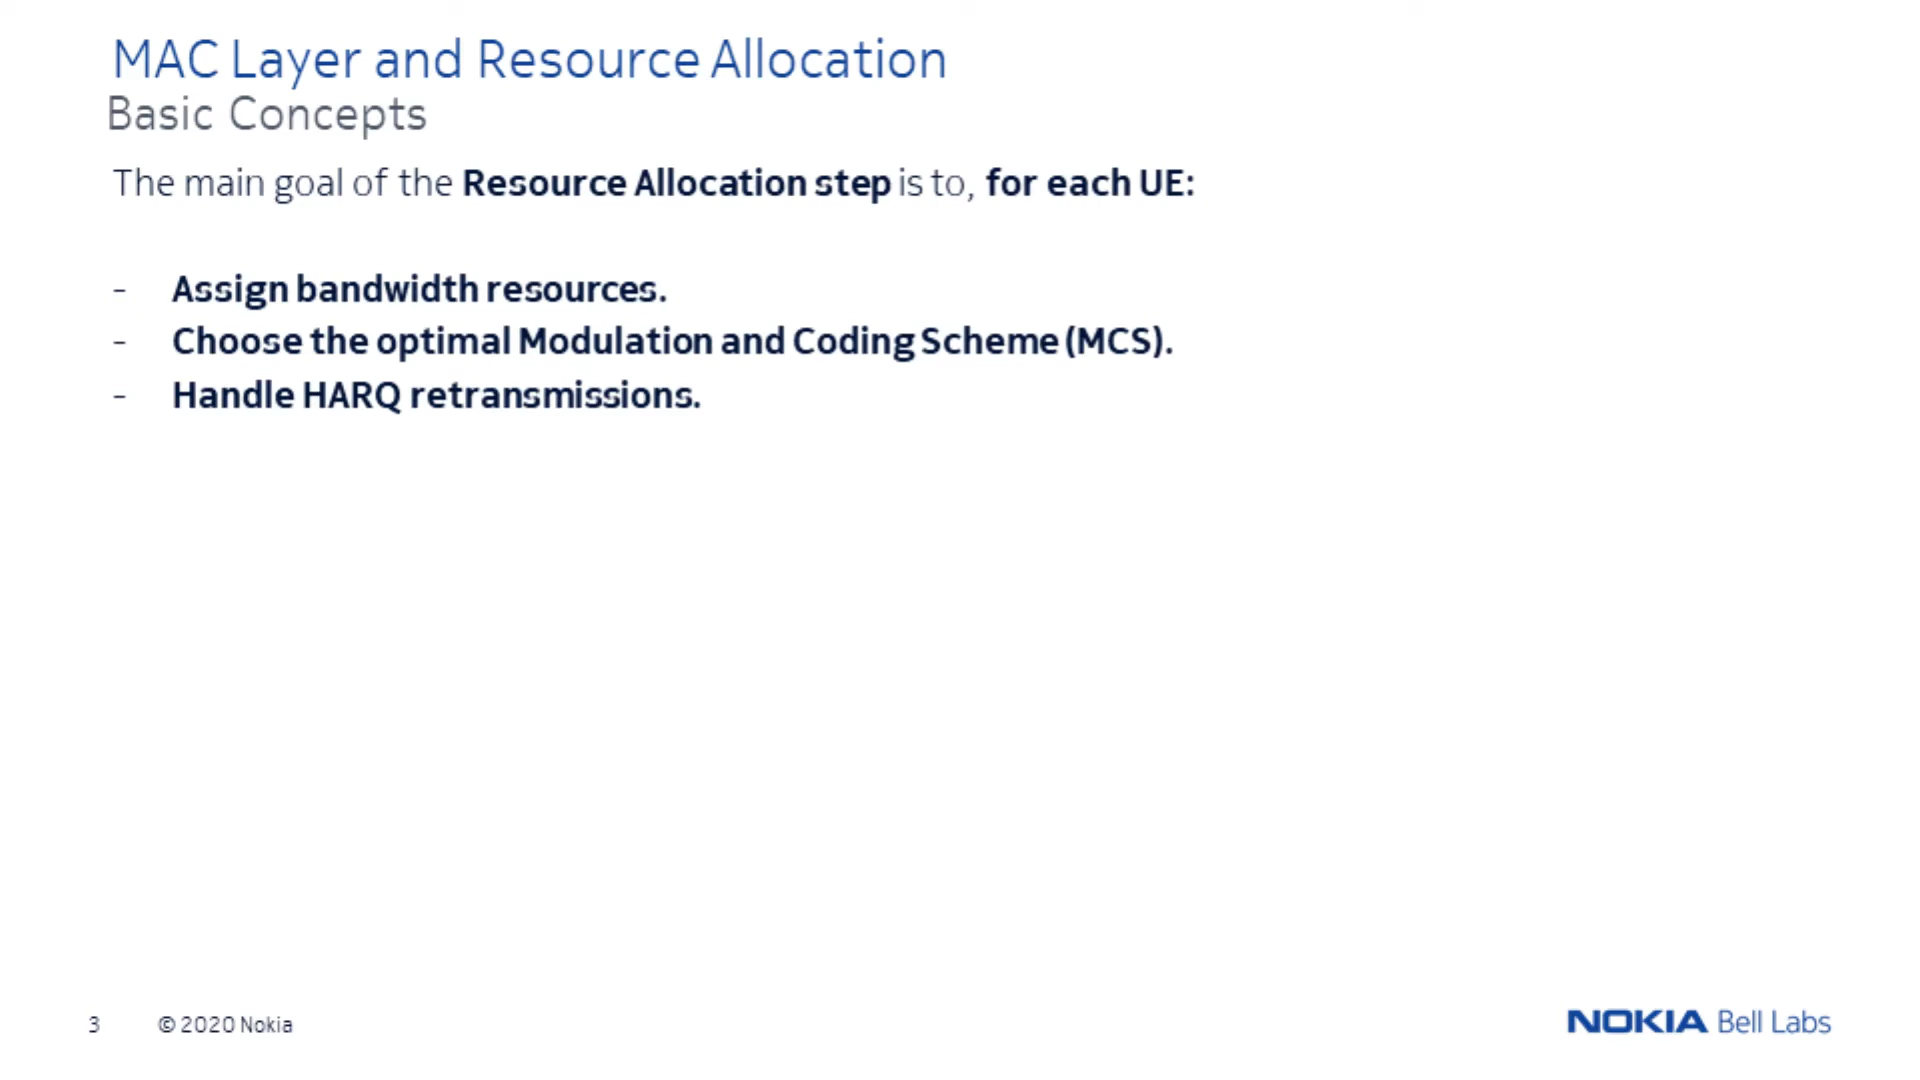 MAC Layer and Resource Allocation
Basic Concepts
The main goal of the Resource Allocation step is to, for each UE:
- Assign bandwidth resources.
- Choose the optimal Modulation and Coding Scheme (MCS).
- Handle HARQ retransmissions.
3 © 2020 Nokia
NOKIA Bell Labs